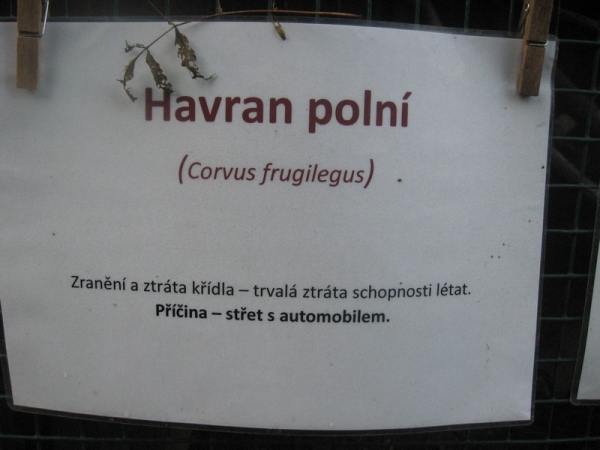 Havran polní
(Corvus frugilegus)
Zranění a ztráta křídla – trvalá ztráta schopnosti létat.
Příčina – střet s automobilem.